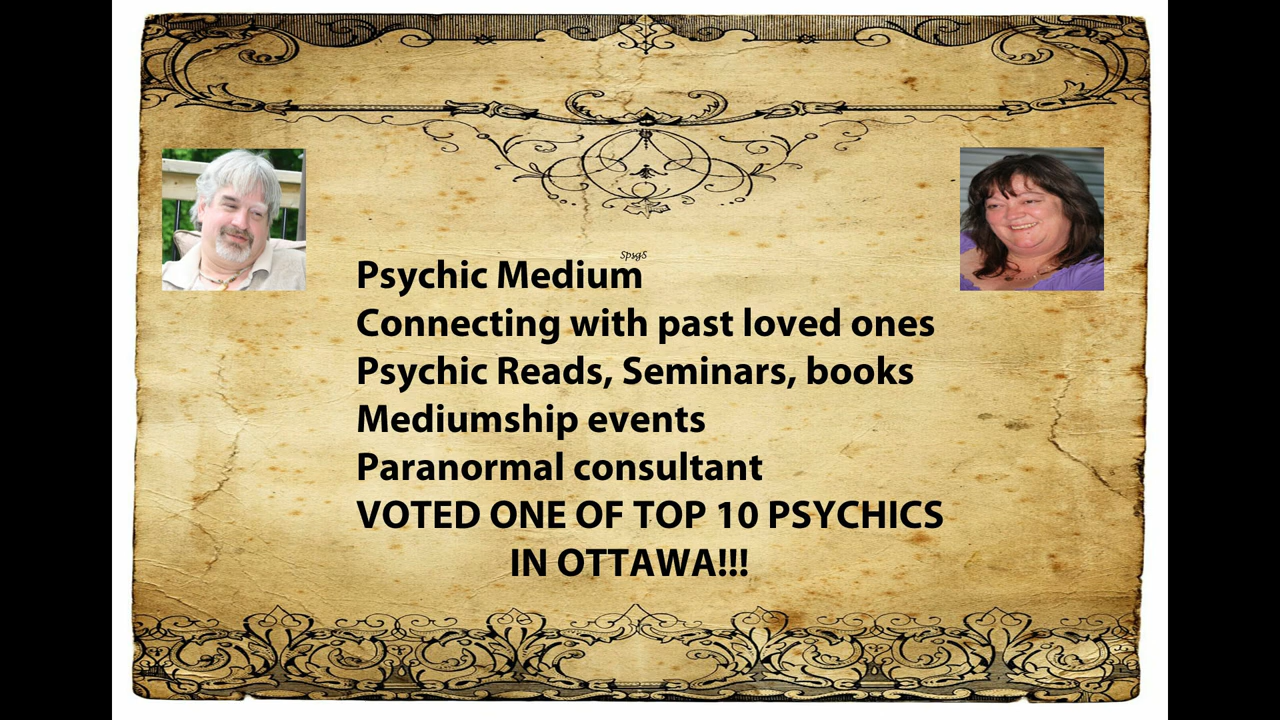 SpsgS
Psychic Medium
Connecting with past loved ones
Psychic Reads, Seminars, books
Mediumship events
Paranormal consultant
VOTED ONE OF TOP 10 PSYCHICS
IN OTTAWA!!!